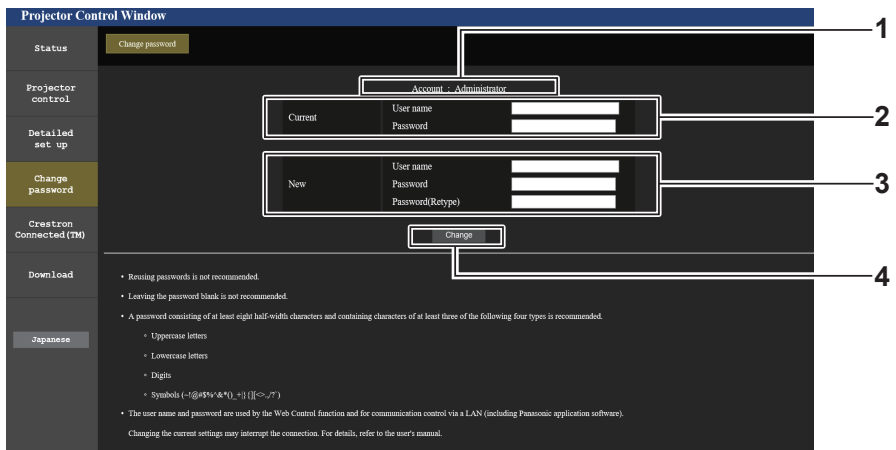 Projector Control Window
Status
Projector
control
Detailed
set up
Change
password
Crestron
Connected(TM)
Download
Japanese
Change password
Account : Administrator
Current
User name
Password
New
User name
Password
Password(Retype)
Change
• Reusing passwords is not recommended.
• Leaving the password blank is not recommended.
• A password consisting of at least eight half-width characters and containing characters of at least three of the following four types is recommended.
◦ Uppercase letters
◦ Lowercase letters
◦ Digits
◦ Symbols (~!@#$%^&*()_+|}{][<>.,/?`)
• The user name and password are used by the Web Control function and for communication control via a LAN (including Panasonic application software).
Changing the current settings may interrupt the connection. For details, refer to the user's manual.
1
2
3
4